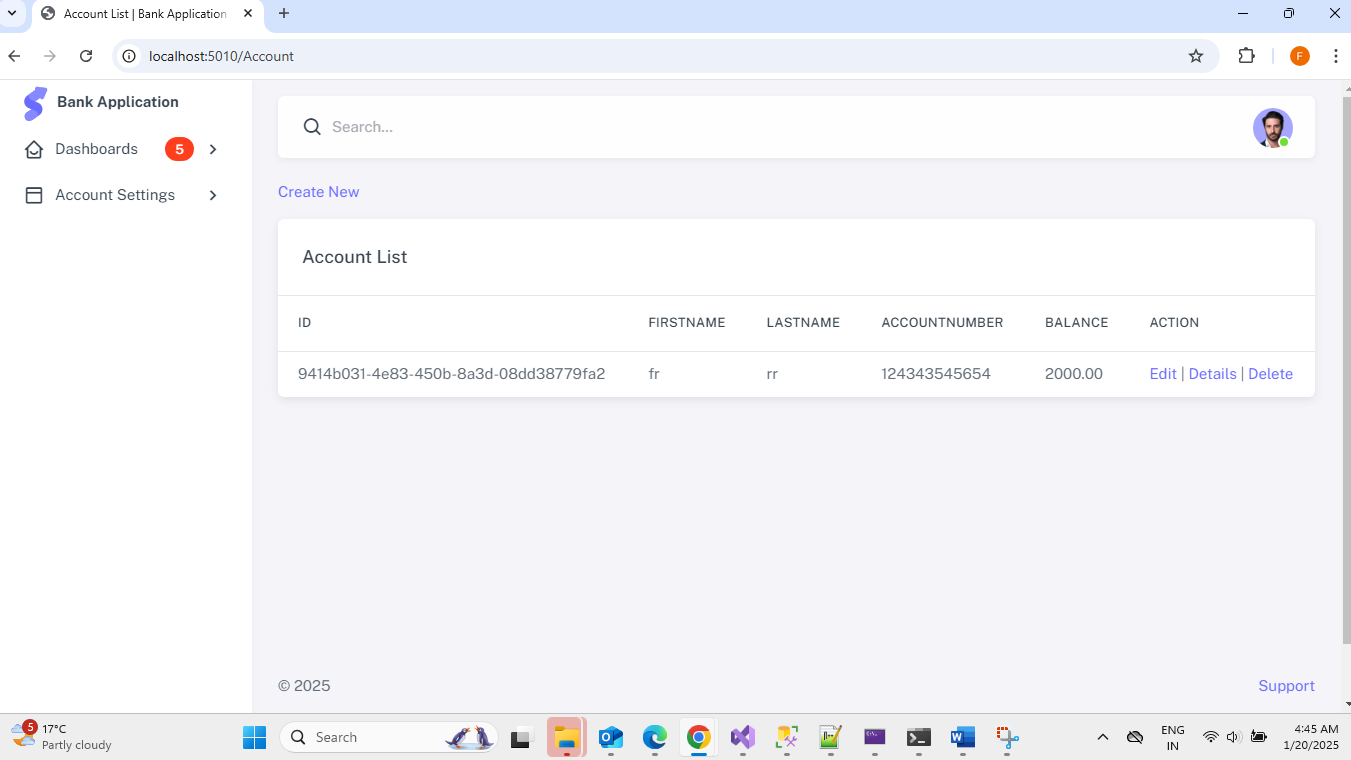 Account List | Bank Application
localhost:5010/Account
F
Bank Application
Dashboards 5
Account Settings
Search...
Create New
Account List
ID FIRSTNAME LASTNAME ACCOUNTNUMBER BALANCE ACTION
9414b031-4e83-450b-8a3d-08dd38779fa2 fr rr 124343545654 2000.00 Edit | Details | Delete
© 2025 Support
5
17°C
Partly cloudy
Search
ENG
IN
4:45 AM
1/20/2025